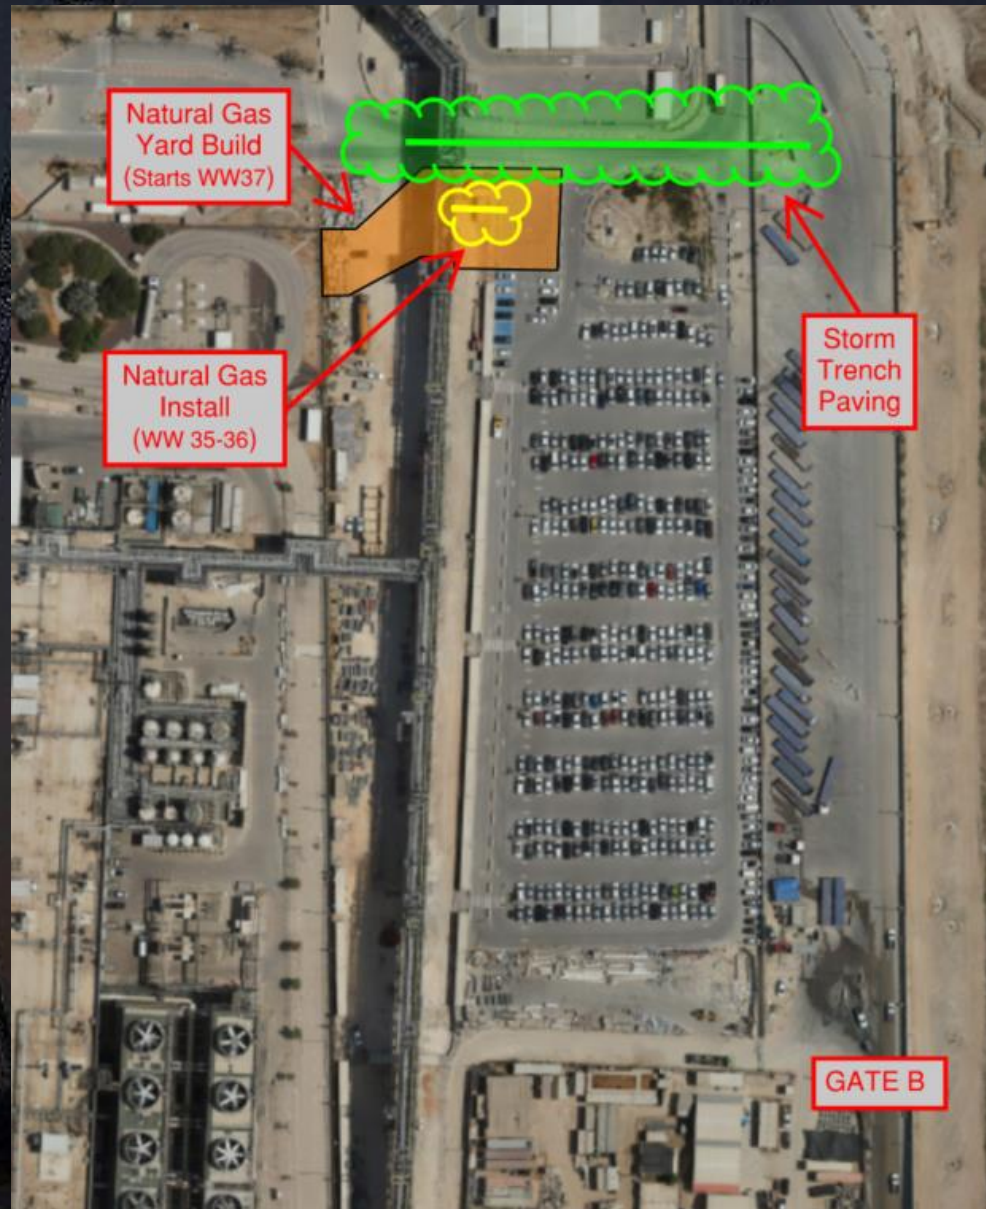 Natural Gas
Yard Build
(Starts WW37)
Natural Gas
Install
(WW 35-36)
Storm
Trench
Paving
GATE B